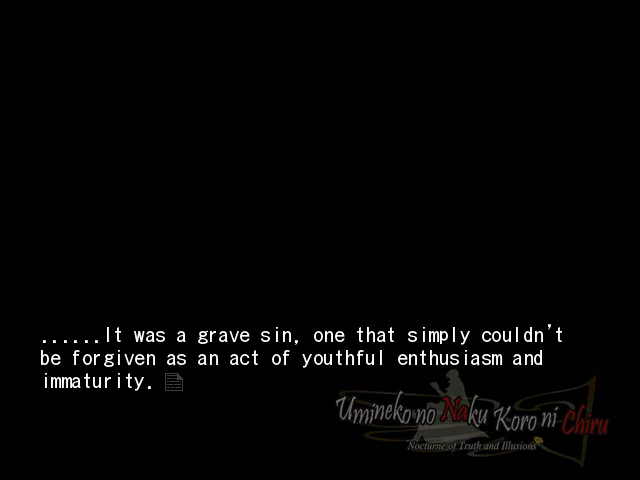 ......It was a grave sin, one that simply couldn't
be forgiven as an act of youthful enthusiasm and
immaturity.
Umineko no Naku Koro ni Chiru
Nocturne of Truth and Illusions